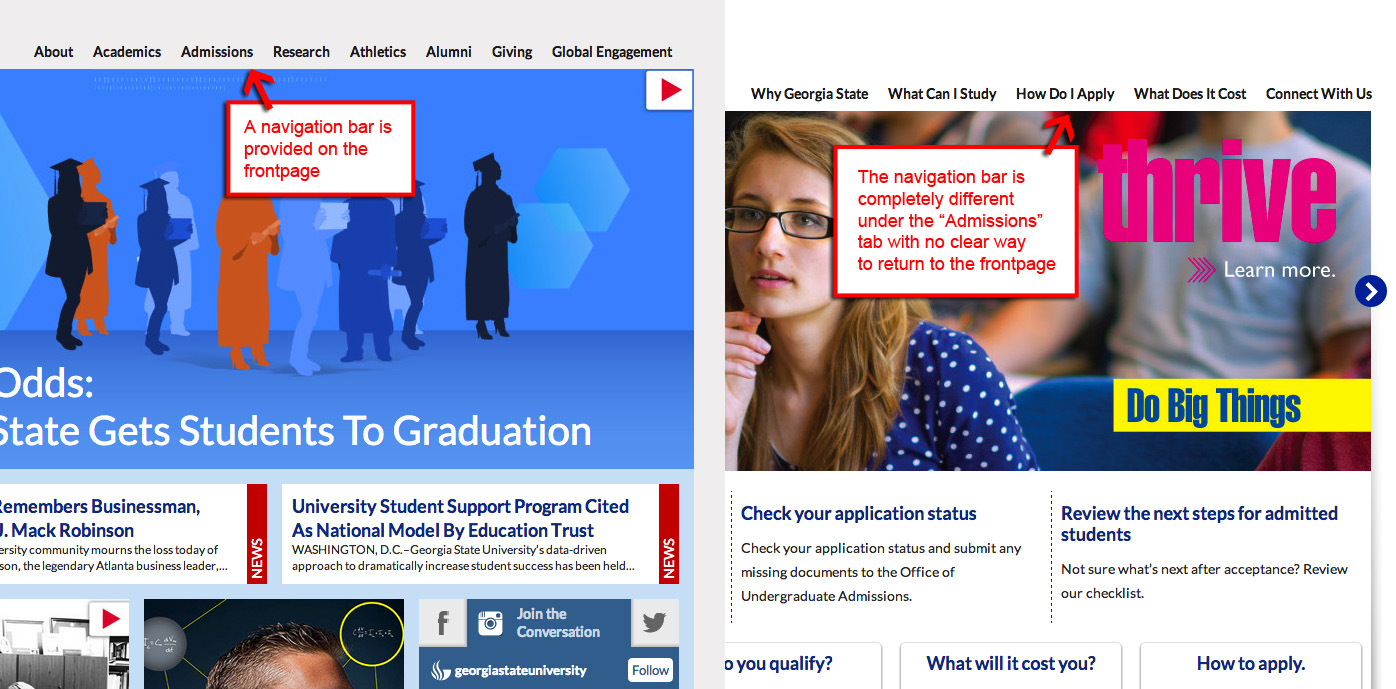 About Academics Admissions Research Athletics Alumni Giving Global Engagement
A navigation bar is
provided on the
frontpage
Odds:
State Gets Students To Graduation
Remembers Businessman,
J. Mack Robinson
ersity community mourns the loss today of
son, the legendary Atlanta business leader,...
NEWS
University Student Support Program Cited
As National Model By Education Trust
WASHINGTON, D.C.–Georgia State University's data-driven
approach to dramatically increase student success has been held...
NEWS
Join the
Conversation
georgiastateuniversity
Follow
Why Georgia State What Can I Study How Do I Apply What Does It Cost Connect With Us
The navigation bar is
completely different
under the “Admissions”
tab with no clear way
to return to the frontpage
thrive
Learn more.
Do Big Things
Check your application status
Check your application status and submit any
missing documents to the Office of
Undergraduate Admissions.
Review the next steps for admitted
students
Not sure what's next after acceptance? Review
our checklist.
o you qualify?
What will it cost you?
How to apply.